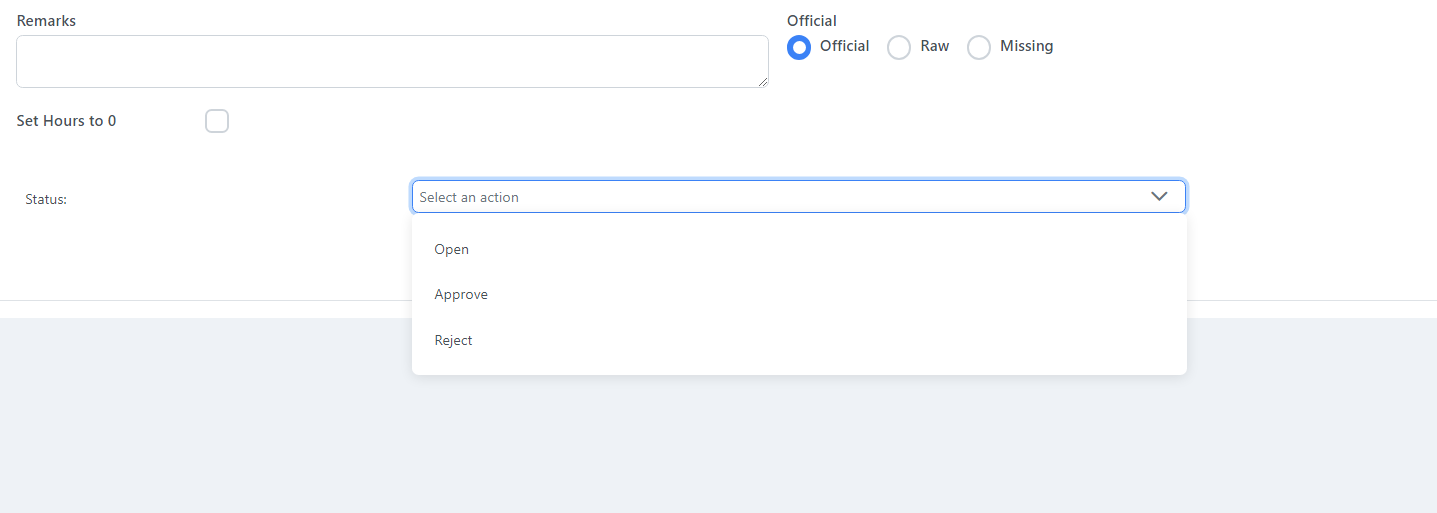 Remarks
Official
Official Raw Missing
Set Hours to 0
Status:
Select an action
Open
Approve
Reject